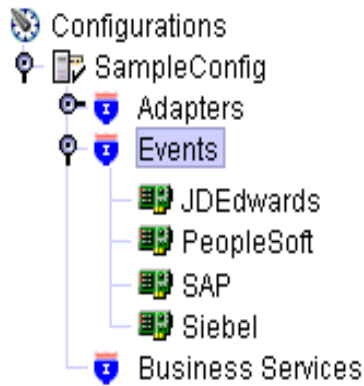 Configurations
SampleConfig
Adapters
Events
JDEdwards
PeopleSoft
SAP
Siebel
Business Services